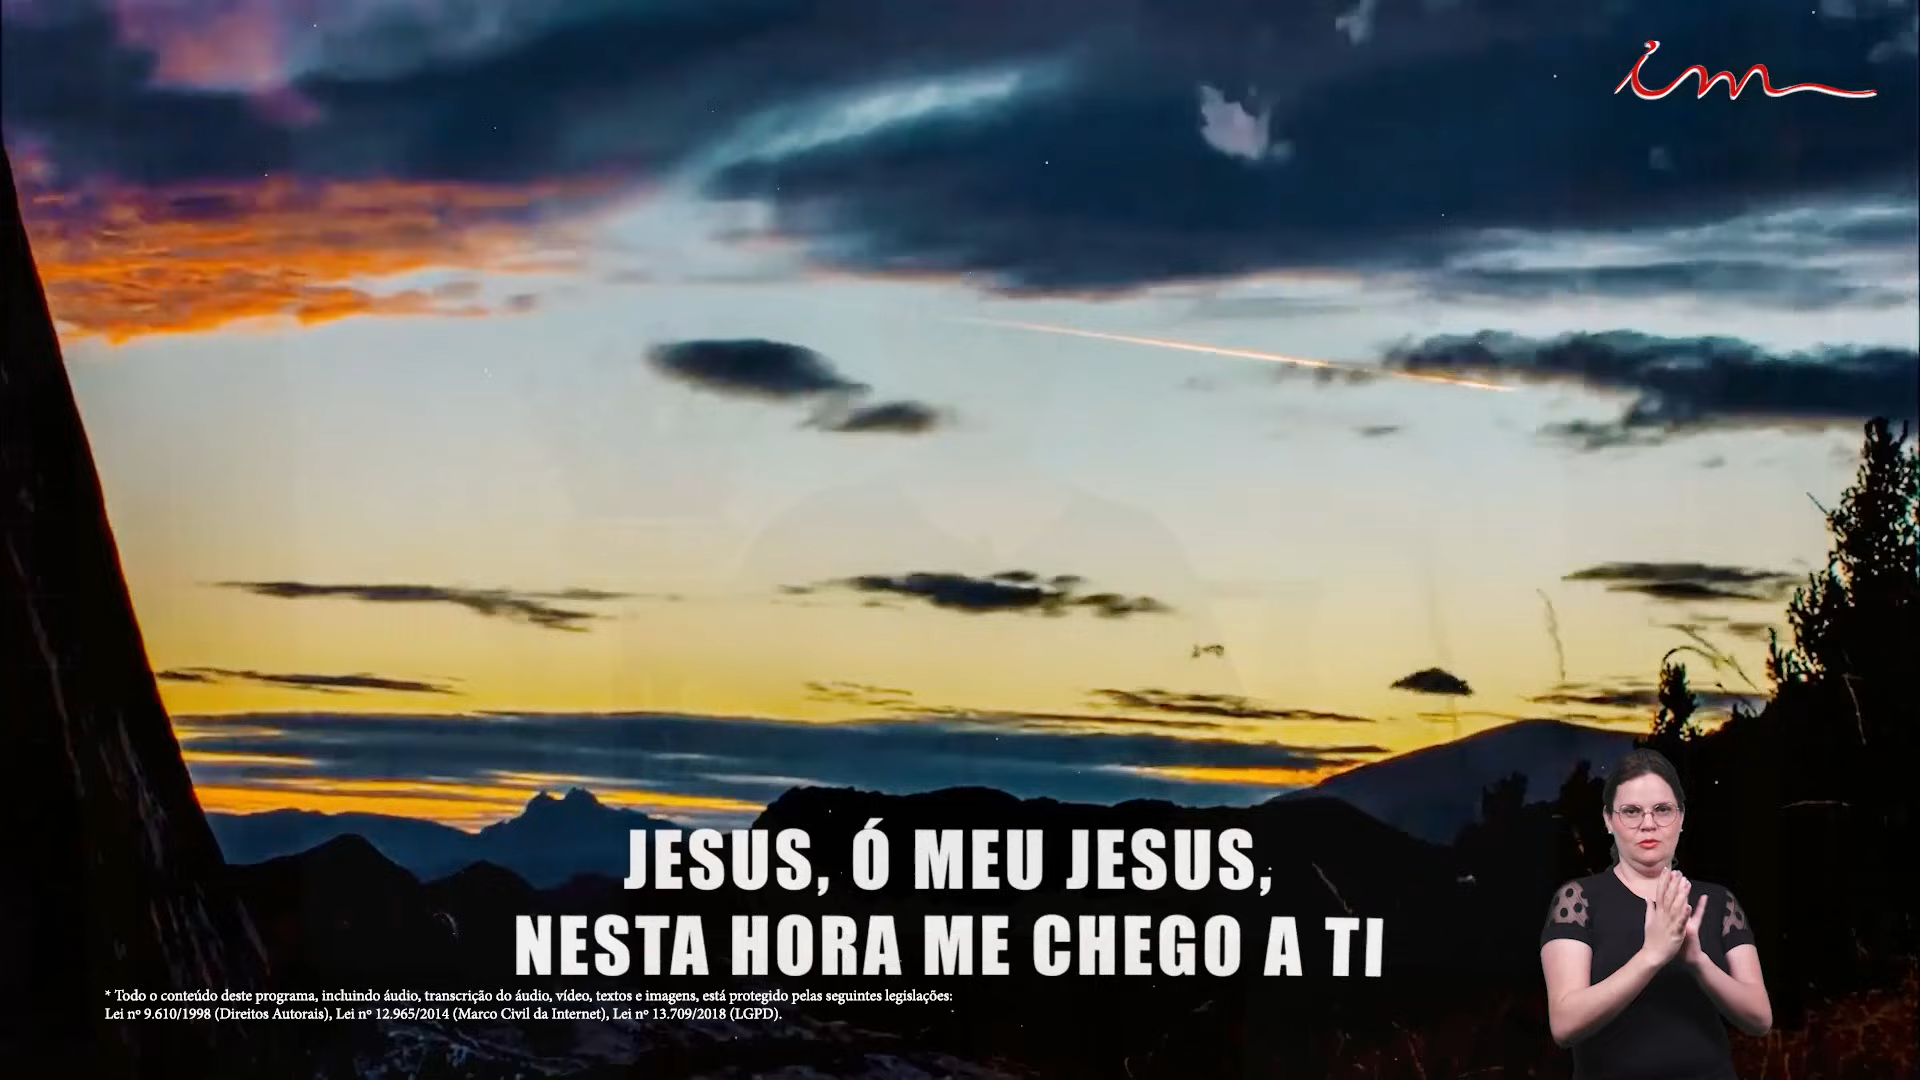 im
JESUS, Ó MEU JESUS,
NESTA HORA ME CHEGO A TI
* Todo o conteúdo deste programa, incluindo áudio, transcrição do áudio, vídeo, textos e imagens, está protegido pelas seguintes legislações:
Lei nº 9.610/1998 (Direitos Autorais), Lei nº 12.965/2014 (Marco Civil da Internet), Lei nº 13.709/2018 (LGPD).